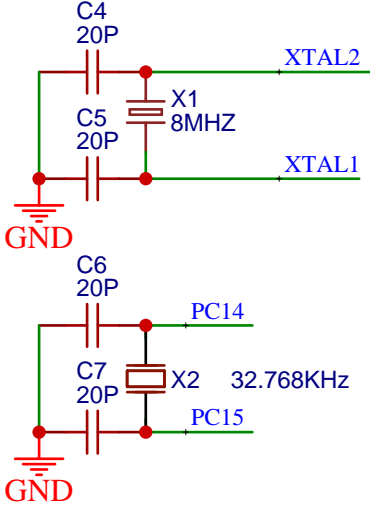 C4
20P
XTAL2
X1
8MHZ
C5
20P
XTAL1
GND
C6
20P
PC14
C7
20P
X2 32.768KHz
PC15
GND